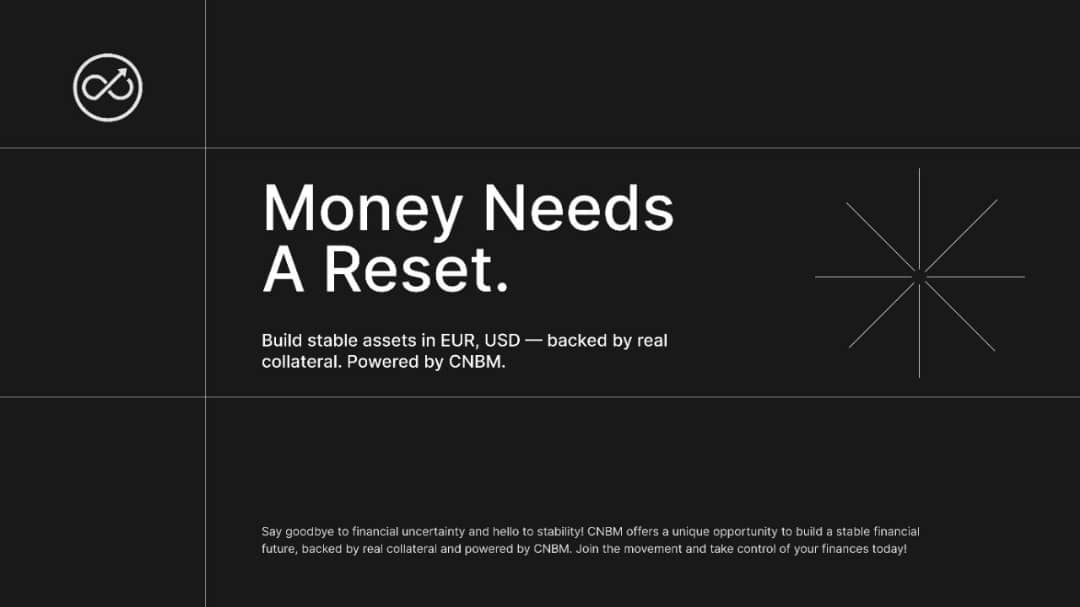 Money Needs
A Reset.
Build stable assets in EUR, USD — backed by real
collateral. Powered by CNBM.
Say goodbye to financial uncertainty and hello to stability! CNBM offers a unique opportunity to build a stable financial
future, backed by real collateral and powered by CNBM. Join the movement and take control of your finances today!